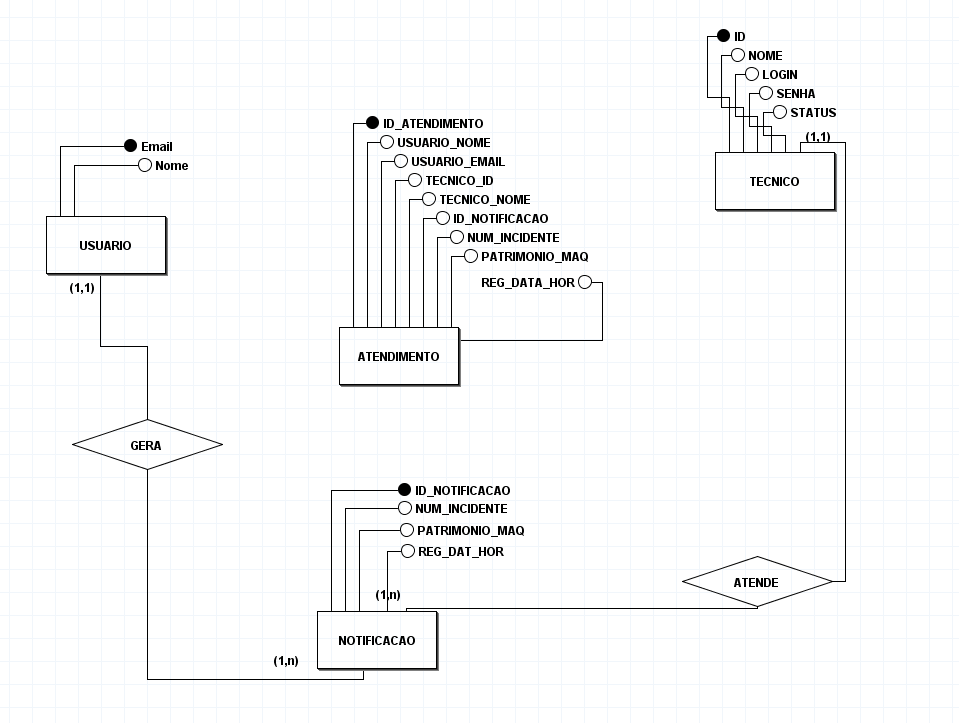 ID
NOME
LOGIN
SENHA
STATUS
(1,1)
TECNICO
ID_ATENDIMENTO
USUARIO_NOME
USUARIO_EMAIL
TECNICO_ID
TECNICO_NOME
ID_NOTIFICACAO
NUM_INCIDENTE
PATRIMONIO_MAQ
REG_DATA_HOR
ATENDIMENTO
Email
Nome
USUARIO
(1,1)
GERA
ID_NOTIFICACAO
NUM_INCIDENTE
PATRIMONIO_MAQ
REG_DAT_HOR
(1,n)
NOTIFICACAO
(1,n)
ATENDE